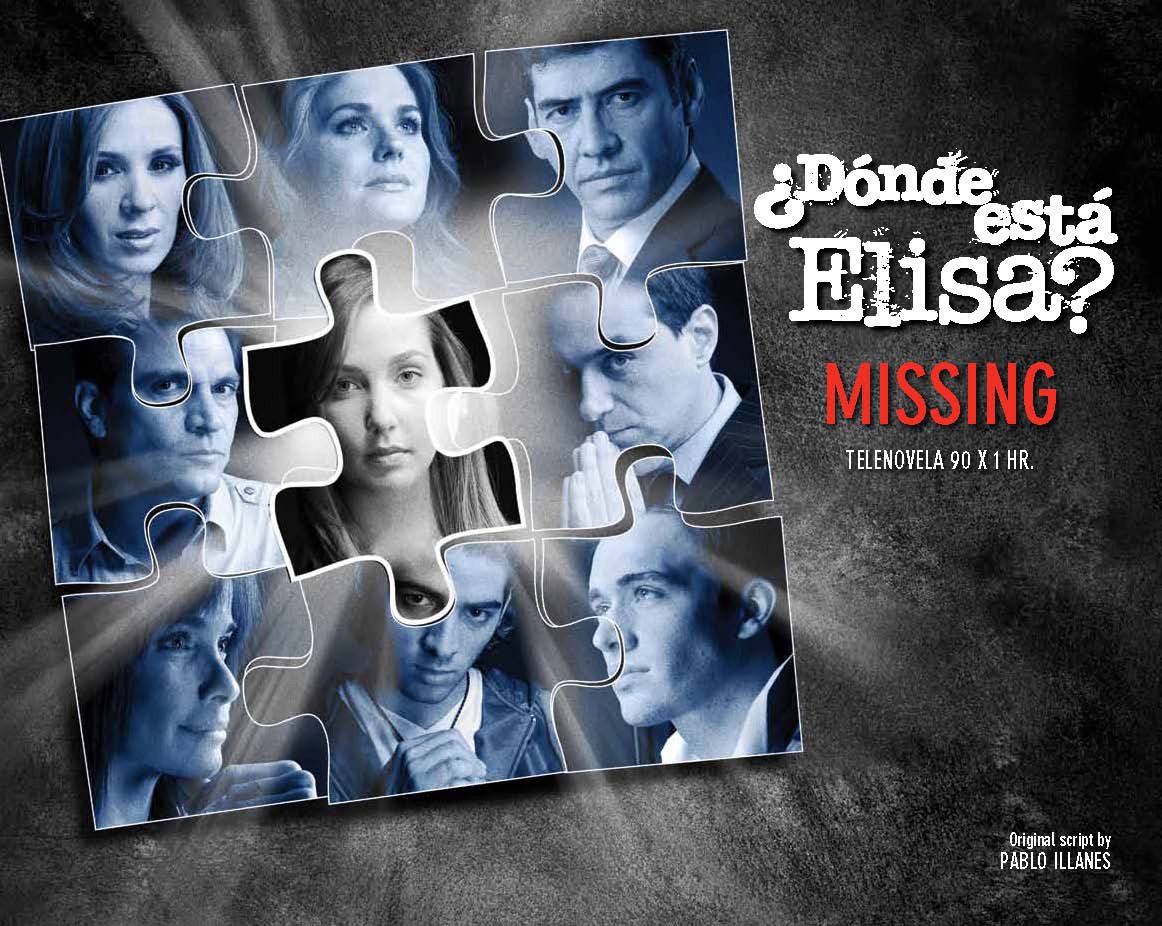 ¿Dónde
está
Elisa?
MISSING
TELENOVELA 90 X 1 HR.
Original script by
PABLO ILLANES